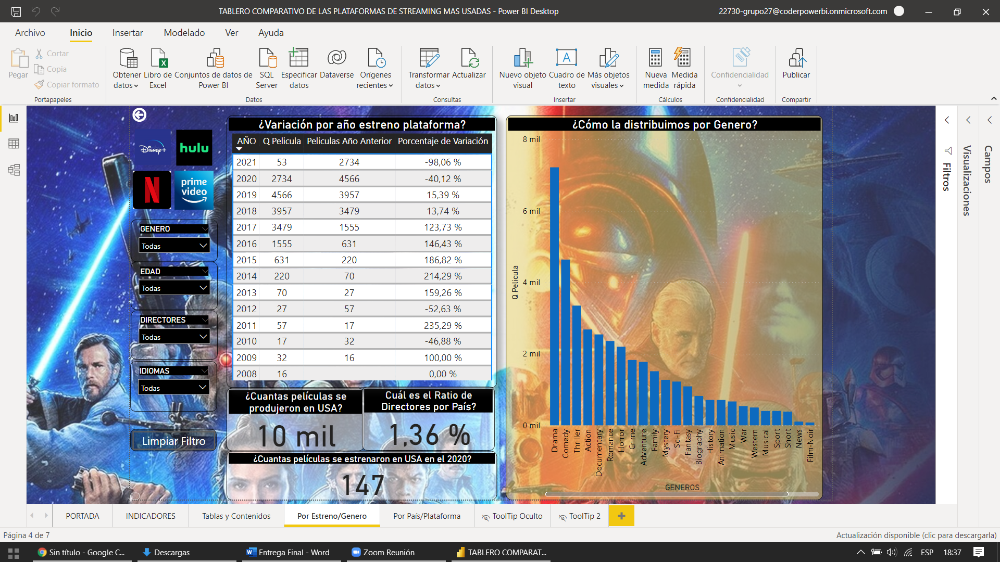 TABLERO COMPARATIVO DE LAS PLATAFORMAS DE STREAMING MAS USADAS - Power BI Desktop
22730-grupo27@coderpowerbi.onmicrosoft.com
Archivo
Inicio
Insertar
Modelado
Ver
Ayuda
Pegar
Cortar
Copia
Copiar formato
Portapapeles
Obtener
datos
Libro de
Excel
Conjuntos de datos de
Power BI
SQL
Server
Especificar
datos
Dataverse
Orígenes
recientes
Datos
Transformar
datos
Actualizar
Consultas
Nuevo objeto
visual
Cuadro de
texto
Más objetos
visuales
Insertar
Nueva
medida
Medida
rápida
Cálculos
Confidencialidad
Confidencialidad
Publicar
Compartir
Disney+
hulu
N
prime
video
GENERO
Todas
EDAD
Todas
DIRECTORES
Todas
IDIOMAS
Todas
Limpiar Filtro
¿Variación por año estreno plataforma?
AÑO Q Pelicula Peliculas Año Anterior Porcentaje de Variación
2021 53 2734 -98,06 %
2020 2734 4566 -40,12 %
2019 4566 3957 15,39 %
2018 3957 3479 13,74 %
2017 3479 1555 123,73 %
2016 1555 631 146,43 %
2015 631 220 186,82 %
2014 220 70 214,29 %
2013 70 27 159,26 %
2012 27 57 -52,63 %
2011 57 17 235,29 %
2010 17 32 -46,88 %
2009 32 16 100,00 %
2008 16 0,00 %
¿Cuantas películas se
produjeron en USA?
10 mil
Cuál es el Ratio de
Directores por País?
1,36 %
¿Cuantas películas se estrenaron en USA en el 2020?
147
¿Cómo la distribuimos por Genero?
8 mil
6 mil
4 mil
2 mil
0 mil
Q Pelicula
Drama
Comedy
Thriller
Action
Documentary
Romance
Horror
Crime
Adventure
Family
Mystery
Sci-Fi
Fantasy
Biography
History
Animation
Music
War
Western
Musical
Sport
Short
News
Film-Noir
GENEROS
Filtros
Visualizaciones
Campos
PORTADA
INDICADORES
Tablas y Contenidos
Por Estreno/Genero
Por País/Plataforma
ToolTip Oculto
ToolTip 2
Página 4 de 7
Actualización disponible (clic para descargarla)
Sin título - Google C...
Descargas
Entrega Final - Word
Zoom Reunión
TABLERO COMPARAT...
ESP
18:37